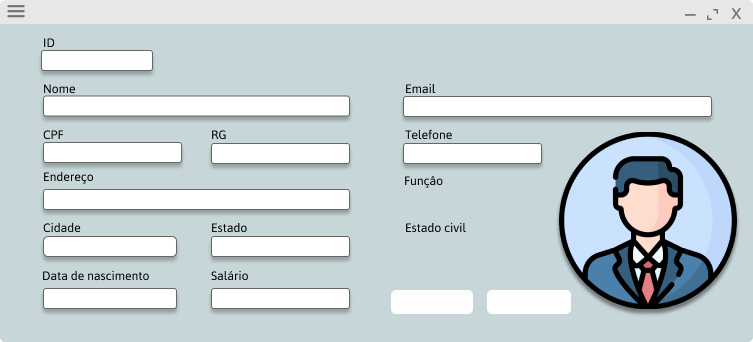 X
ID
Nome
Email
CPF
RG
Telefone
Endereço
Função
Cidade
Estado
Estado civil
Data de nascimento
Salário